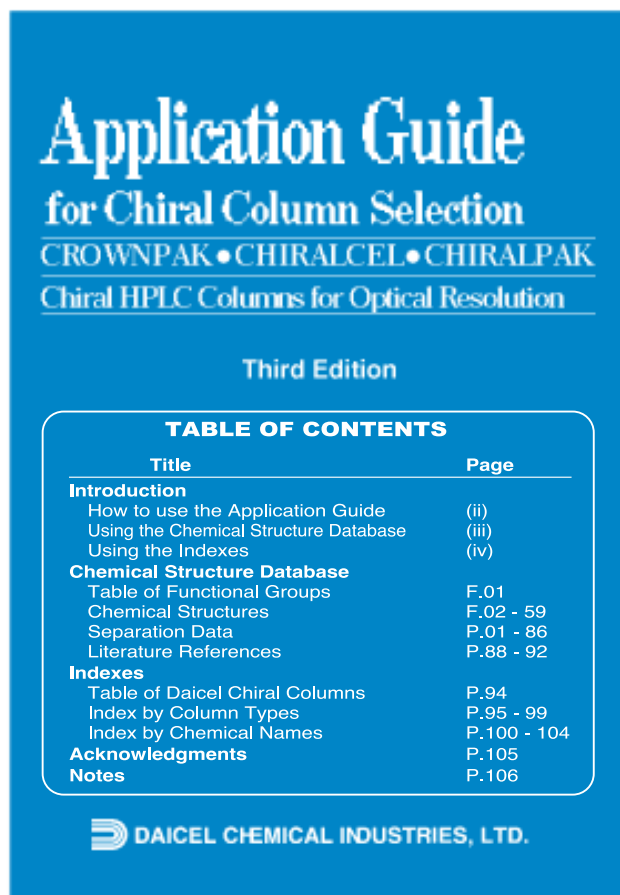 Application Guide
for Chiral Column Selection
CROWNPAK●CHIRALCEL●CHIRALPAK
Chiral HPLC Columns for Optical Resolution
Third Edition
TABLE OF CONTENTS
Title Page
Introduction
How to use the Application Guide (ii)
Using the Chemical Structure Database (iii)
Using the Indexes (iv)
Chemical Structure Database
Table of Functional Groups F.01
Chemical Structures F.02 - 59
Separation Data P.01 - 86
Literature References P.88 - 92
Indexes
Table of Daicel Chiral Columns P.94
Index by Column Types P.95 - 99
Index by Chemical Names P.100 - 104
Acknowledgments P.105
Notes P.106
DAICEL CHEMICAL INDUSTRIES, LTD.